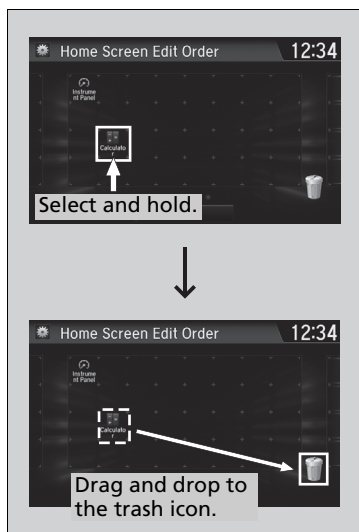 Home Screen Edit Order 12:34
Instrume
nt Panel
Calculato
r
Select and hold.
Home Screen Edit Order 12:34
Instrume
nt Panel
Calculato
r
Drag and drop to
the trash icon.